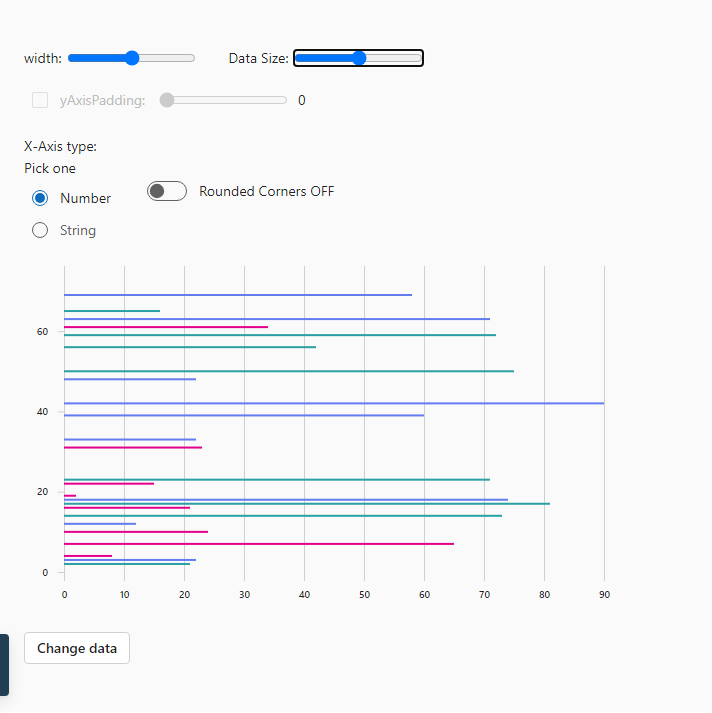 width: Data Size:
yAxisPadding: 0
X-Axis type:
Pick one
Number Rounded Corners OFF
String
60
40
20
0
0 10 20 30 40 50 60 70 80 90
Change data